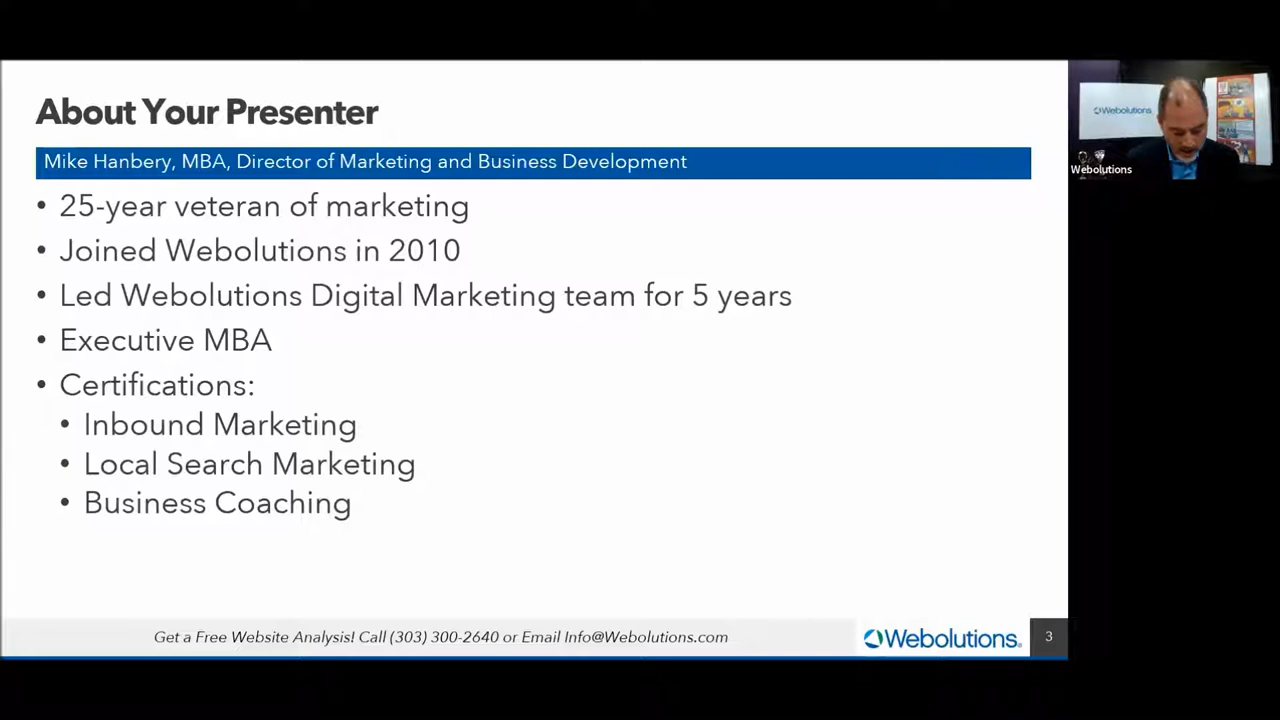 About Your Presenter
Mike Hanbery, MBA, Director of Marketing and Business Development
• 25-year veteran of marketing
• Joined Webolutions in 2010
• Led Webolutions Digital Marketing team for 5 years
• Executive MBA
• Certifications:
• Inbound Marketing
• Local Search Marketing
• Business Coaching
Get a Free Website Analysis! Call (303) 300-2640 or Email Info@Webolutions.com
Webolutions.
3
Webolutions
Webolutions